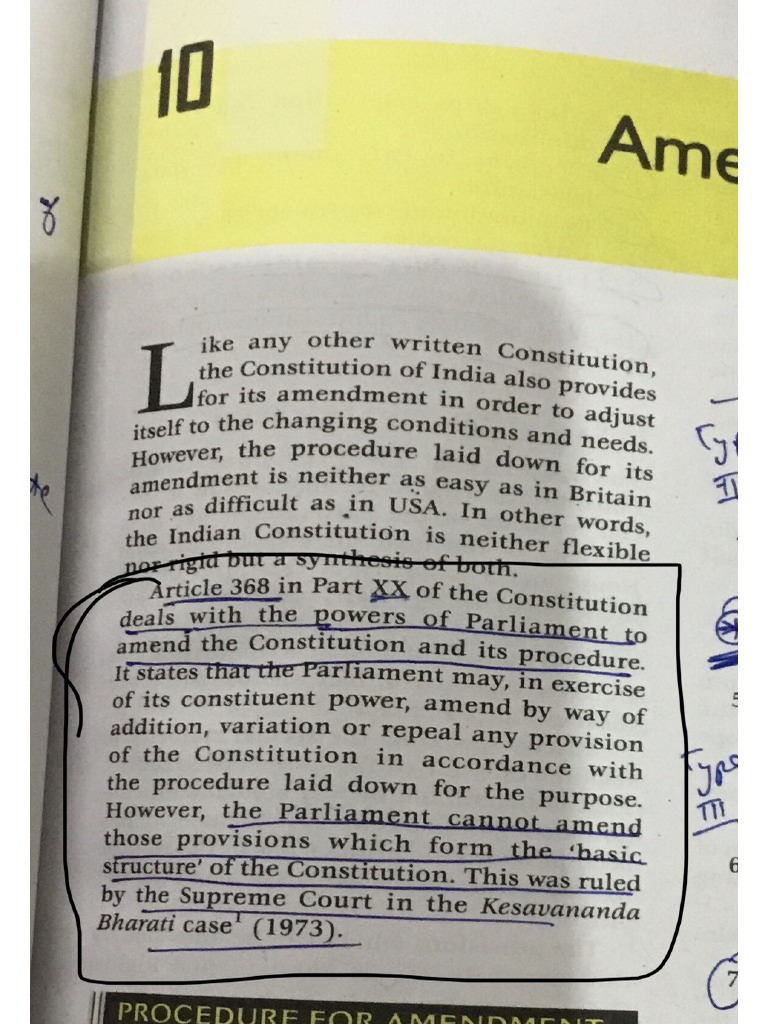 10
Ame
Like any other written Constitution,
the Constitution of India also provides
for its amendment in order to adjust
itself to the changing conditions and needs.
However, the procedure laid down for its
amendment is neither as easy as in Britain
nor as difficult as in USA. In other words,
the Indian Constitution is neither flexible
nor rigid but a synthesis of both.
Article 368 in Part XX of the Constitution
deals with the powers of Parliament to
amend the Constitution and its procedure.
It states that the Parliament may, in exercise
of its constituent power, amend by way of
addition, variation or repeal any provision
of the Constitution in accordance with
the procedure laid down for the purpose.
However, the Parliament cannot amend
those provisions which form the ‘basic
structure’ of the Constitution. This was ruled
by the Supreme Court in the Kesavananda
Bharati case¹ (1973).
PROCEDURE FOR AMENDMENT
Type
III
6
7